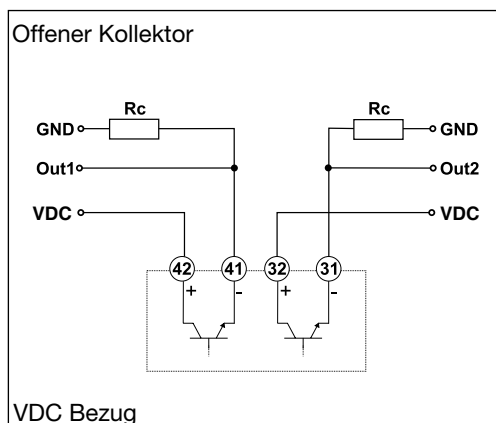 Offener Kollektor
Rc Rc
GND GND
Out1 Out2
VDC VDC
42 41 32 31
+ - + -
VDC Bezug